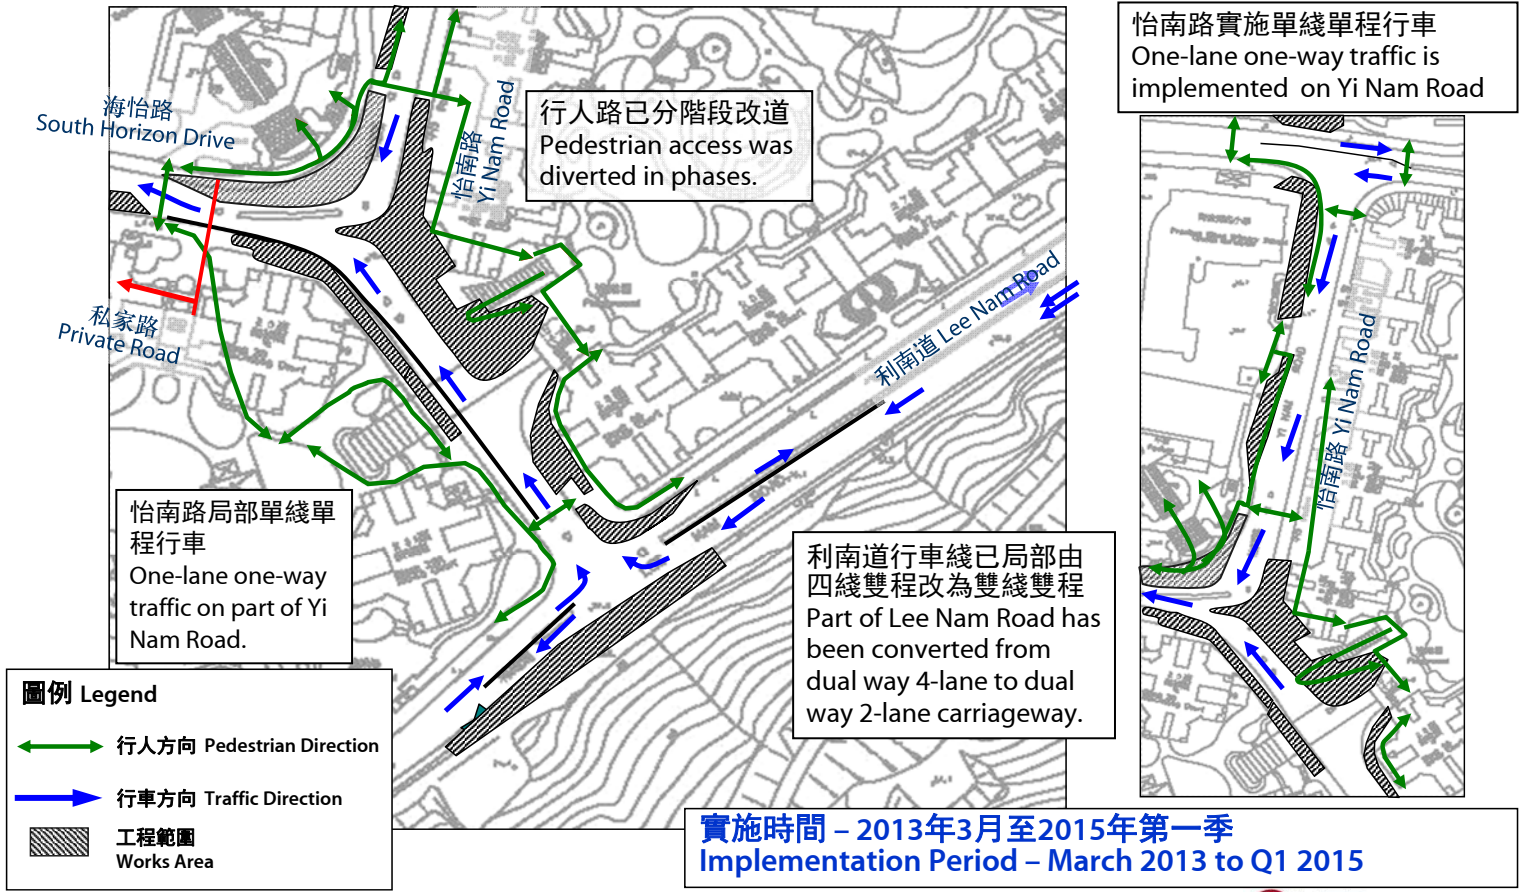 怡南路實施單綫單程行車
One-lane one-way traffic is
implemented on Yi Nam Road
海怡路
South Horizon Drive
行人路已分階段改道
Pedestrian access was
diverted in phases.
怡南路
Yi Nam Road
私家路
Private Road
利南道 Lee Nam Road
怡南路 Yi Nam Road
怡南路局部單綫單
程行車
One-lane one-way
traffic on part of Yi
Nam Road.
利南道行車綫已局部由
四綫雙程改為雙綫雙程
Part of Lee Nam Road has
been converted from
dual way 4-lane to dual
way 2-lane carriageway.
圖例 Legend
行人方向 Pedestrian Direction
行車方向 Traffic Direction
工程範圍
Works Area
實施時間 – 2013年3月至2015年第一季
Implementation Period – March 2013 to Q1 2015